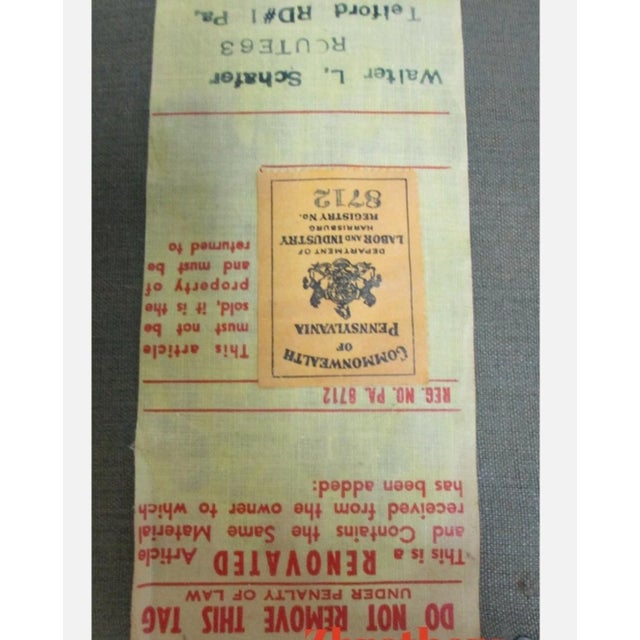 DO NOT REMOVE THIS TAG
UNDER PENALTY OF LAW
This is a RENOVATED Article
and Contains the Same Material
received from the owner to which
has been added:
REG. NO. PA. 8712
This article
must not be
sold, it is the
property of
and must be
returned to
COMMONWEALTH
OF
PENNSYLVANIA
DEPARTMENT OF
LABOR AND INDUSTRY
HARRISBURG
REGISTRY No.
8712
Walter L. Schafer
ROUTE63
Telford RD#1 Pa.